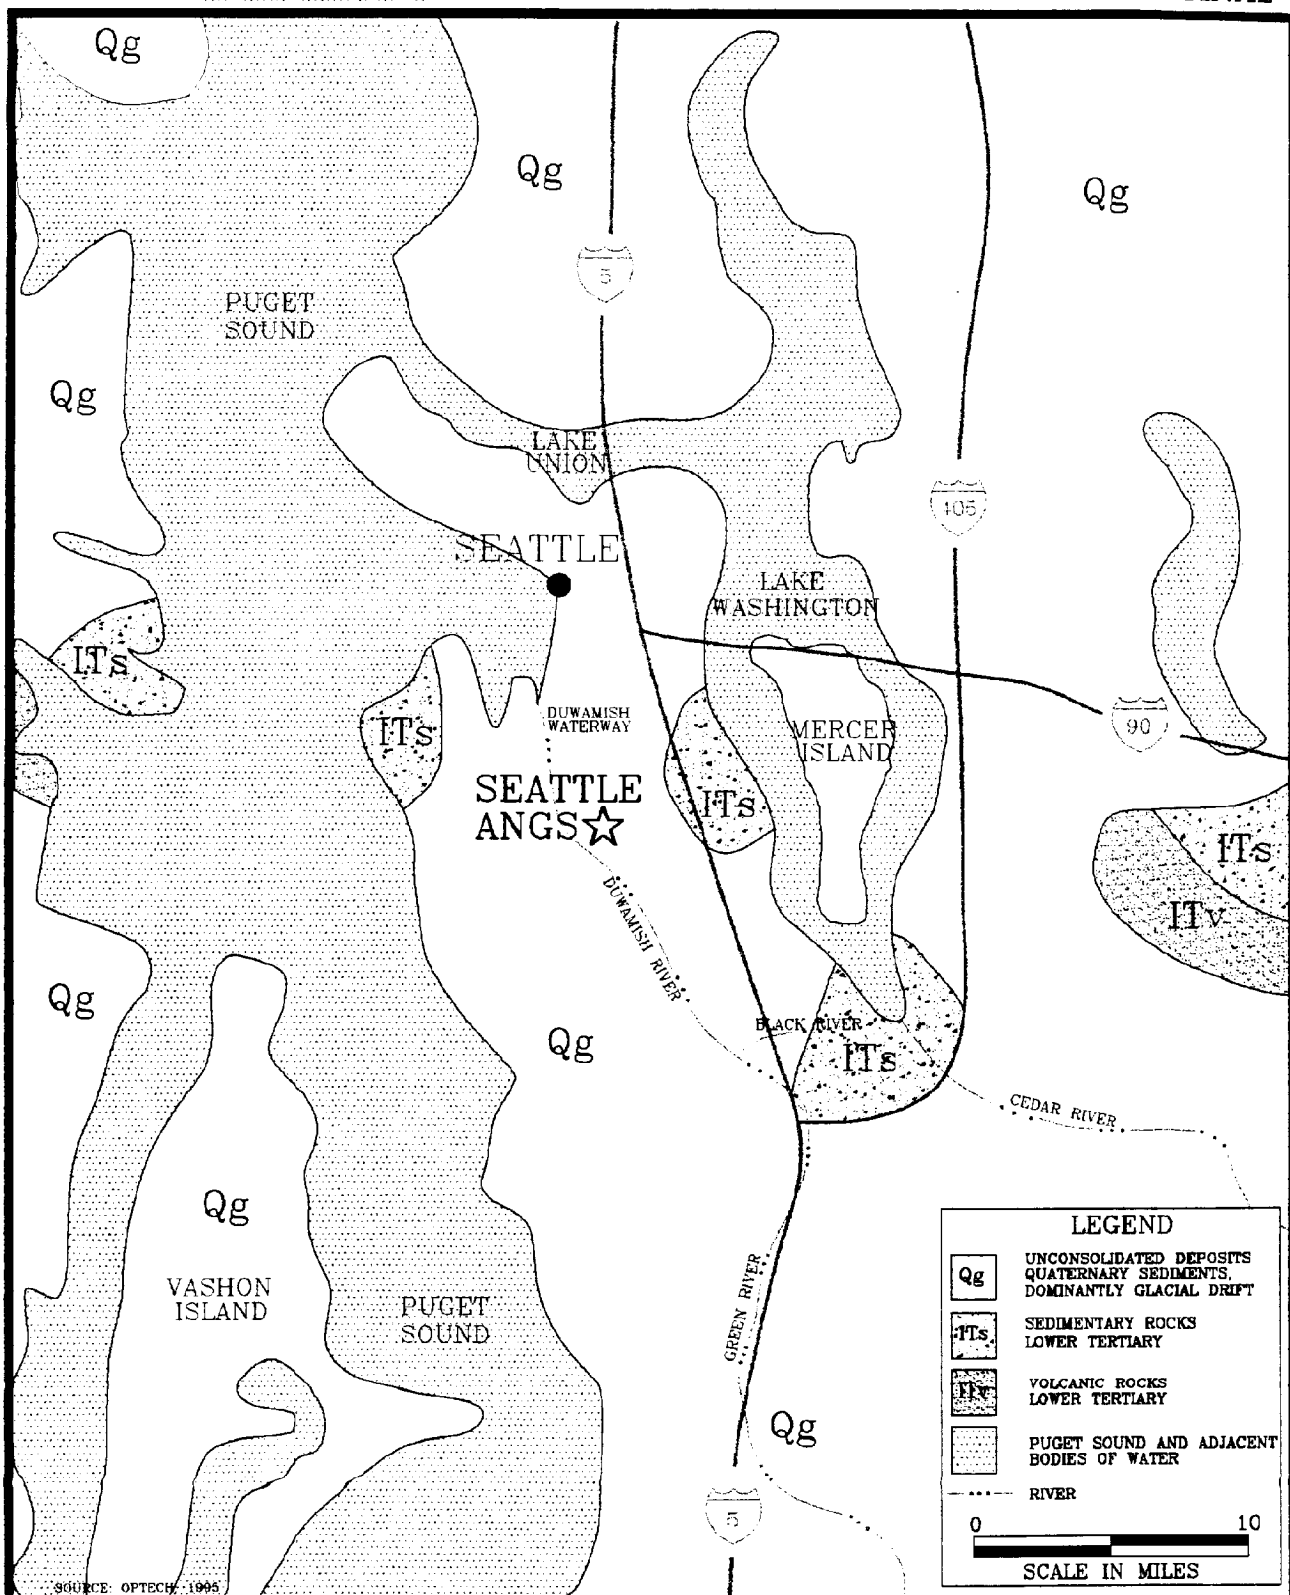 Qg
Qg
Qg
5
PUGET
SOUND
Qg
LAKE
UNION
105
SEATTLE
LAKE
WASHINGTON
ITs
ITs
DUWAMISH
WATERWAY
MERCER
ISLAND
90
SEATTLE
ANGS
ITs
ITs
ITv
DUWAMISH RIVER
Qg
Qg
BLACK RIVER
ITs
CEDAR RIVER
Qg
VASHON
ISLAND
PUGET
SOUND
GREEN RIVER
Qg
5
LEGEND
Qg
UNCONSOLIDATED DEPOSITS
QUATERNARY SEDIMENTS,
DOMINANTLY GLACIAL DRIFT
ITs
SEDIMENTARY ROCKS
LOWER TERTIARY
ITv
VOLCANIC ROCKS
LOWER TERTIARY
PUGET SOUND AND ADJACENT
BODIES OF WATER
RIVER
0 10
SCALE IN MILES
SOURCE: OPTECH, 1995